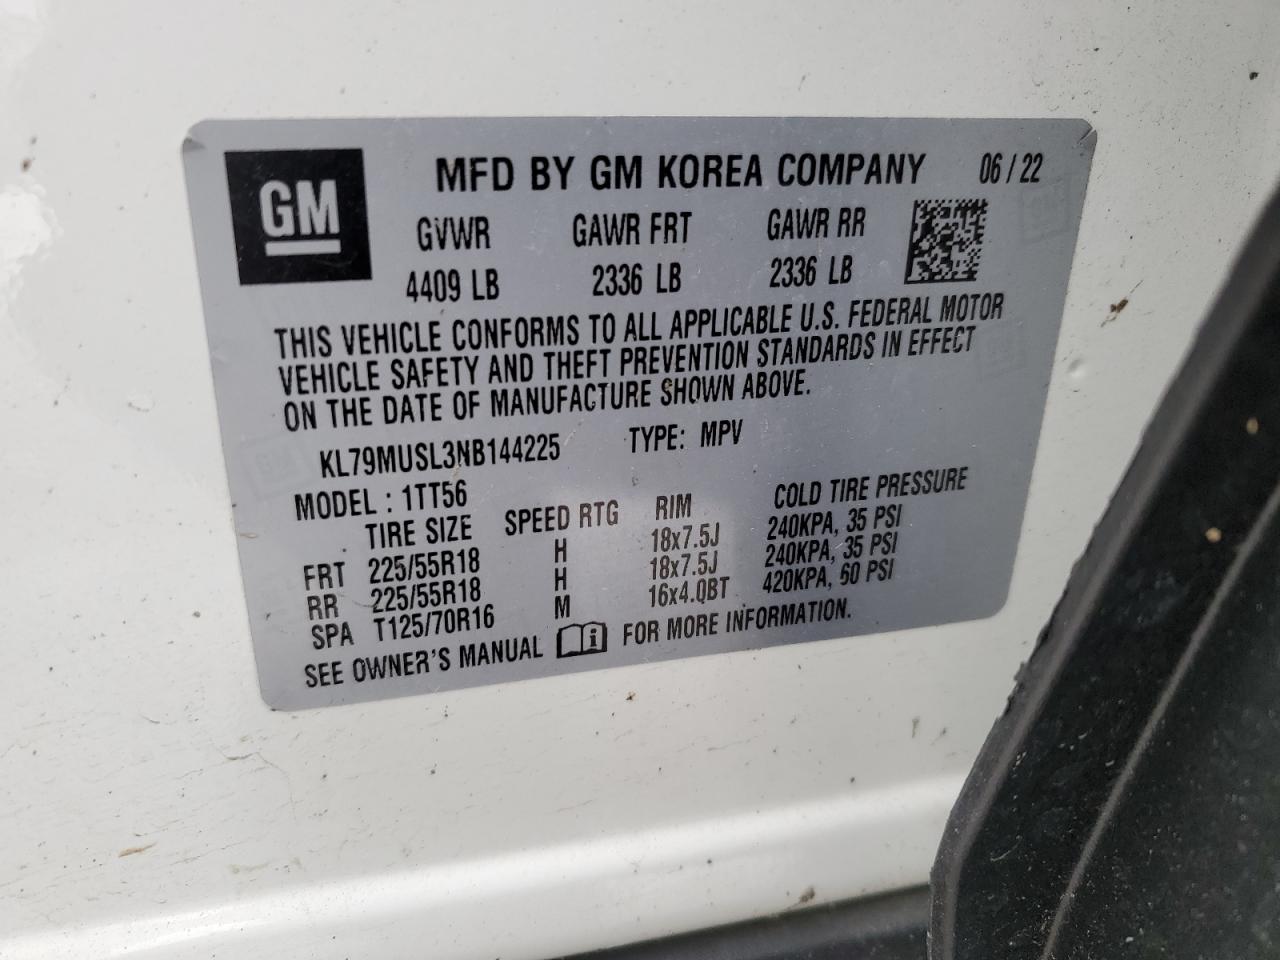 GM
MFD BY GM KOREA COMPANY 06 / 22
GVWR GAWR FRT GAWR RR
4409 LB 2336 LB 2336 LB
THIS VEHICLE CONFORMS TO ALL APPLICABLE U.S. FEDERAL MOTOR
VEHICLE SAFETY AND THEFT PREVENTION STANDARDS IN EFFECT
ON THE DATE OF MANUFACTURE SHOWN ABOVE.
KL79MUSL3NB144225 TYPE: MPV
MODEL : 1TT56
TIRE SIZE SPEED RTG RIM COLD TIRE PRESSURE
FRT 225/55R18 H 18x7.5J 240KPA, 35 PSI
RR 225/55R18 H 18x7.5J 240KPA, 35 PSI
SPA T125/70R16 M 16x4.0BT 420KPA, 60 PSI
SEE OWNER'S MANUAL i FOR MORE INFORMATION.